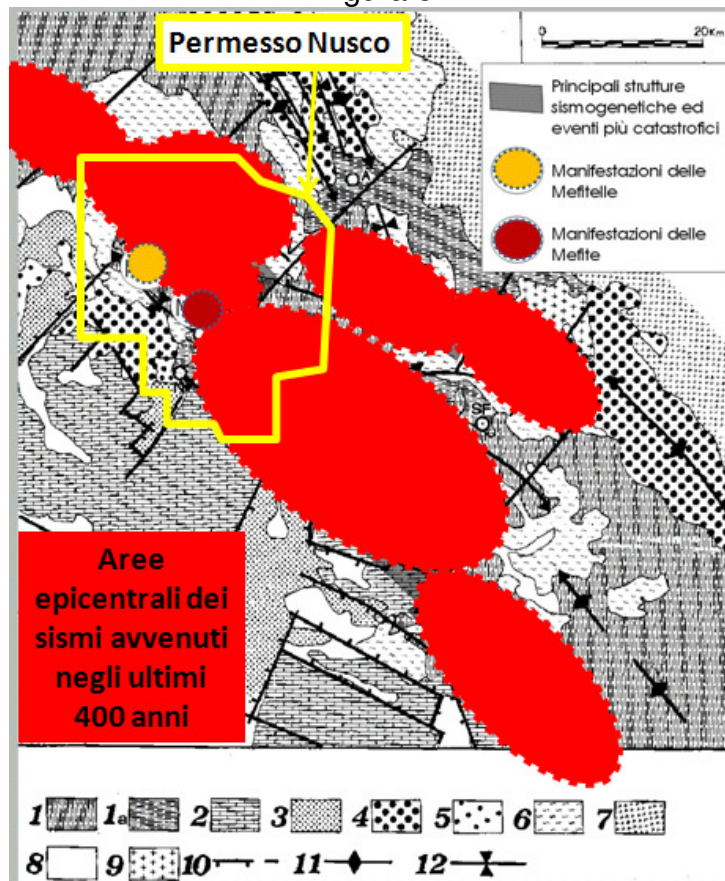 Permesso Nusco
0
20Km
Principali strutture
sismogenetiche ed
eventi più catastrofici
Manifestazioni delle
Mefitelle
Manifestazioni delle
Mefite
A
SF
Aree
epicentrali dei
sismi avvenuti
negli ultimi
400 anni
1 1a 2 3 4 5 6 7
8 9 10 11 12